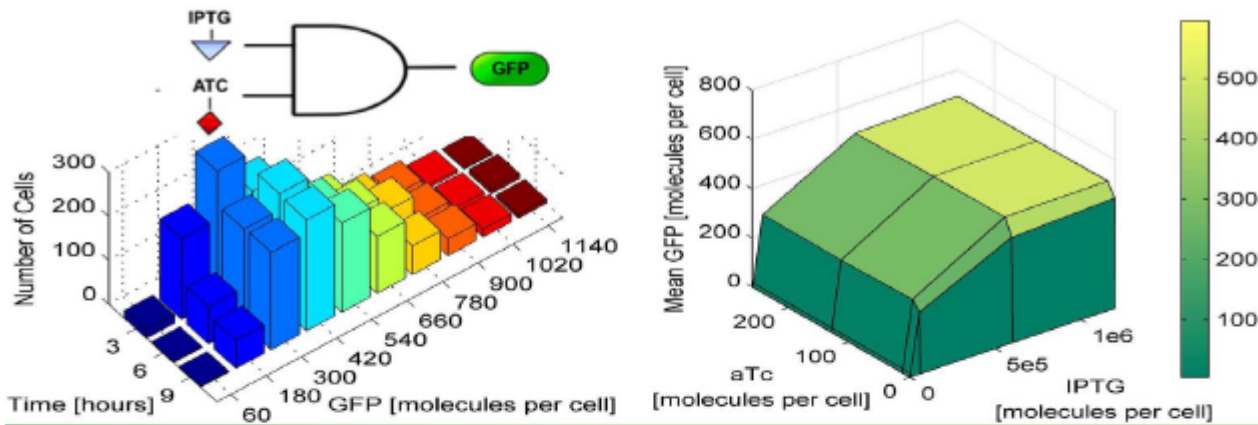 IPTG
ATC
GFP
300
200
100
0
Number of Cells
3
6
9
Time [hours]
60
180
300
420
540
660
780
900
1020
1140
GFP [molecules per cell]
800
600
400
200
0
Mean GFP [molecules per cell]
200
100
0
aTc
[molecules per cell]
0
5e5
1e6
IPTG
[molecules per cell]
500
400
300
200
100